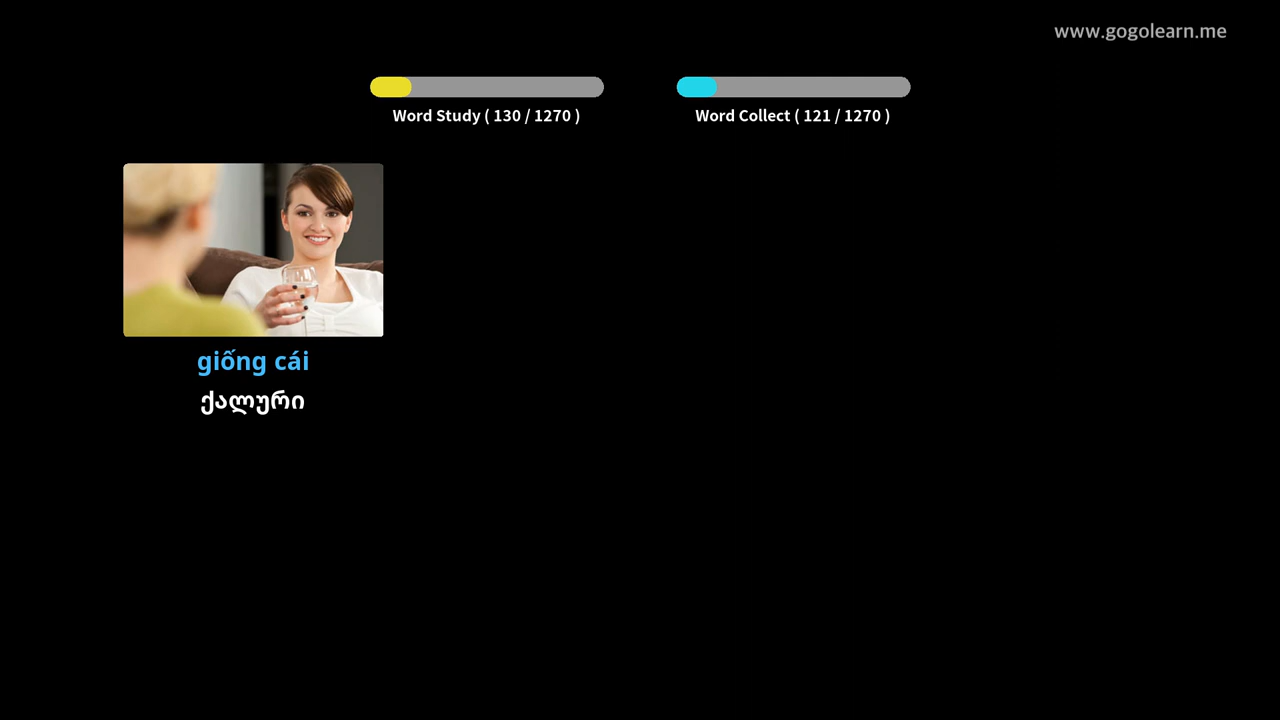 www.gogolearn.me
Word Study ( 130 / 1270 )
Word Collect ( 121 / 1270 )
giống cái
ქალური